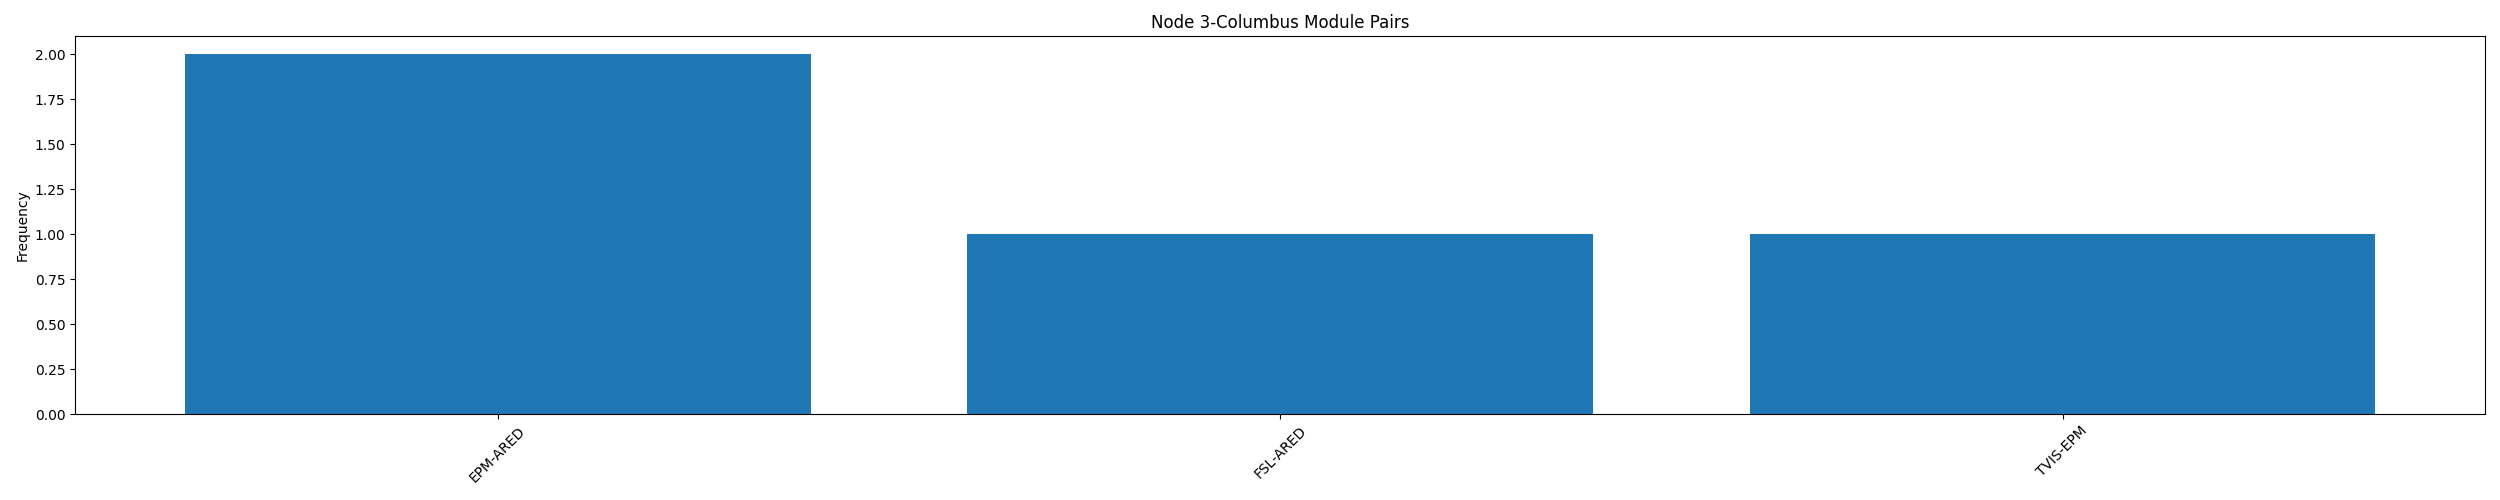 Node 3-Columbus Module Pairs
Frequency
2.00
1.75
1.50
1.25
1.00
0.75
0.50
0.25
0.00
EPM-ARED
FSL-ARED
TVIS-EPM